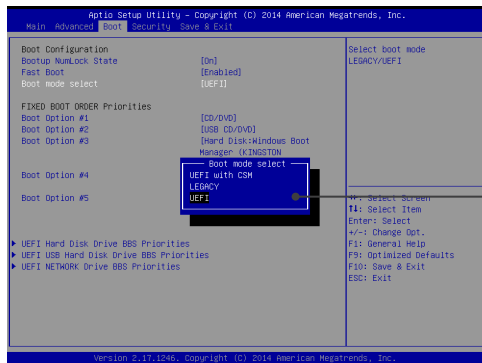 Aptio Setup Utility – Copyright (C) 2014 American Megatrends, Inc.
Main Advanced Boot Security Save & Exit
Boot Configuration
Bootup NumLock State [On]
Fast Boot [Enabled]
Boot mode select [UEFI]
FIXED BOOT ORDER Priorities
Boot Option #1 [CD/DVD]
Boot Option #2 [USB CD/DVD]
Boot Option #3 [Hard Disk:Windows Boot
Manager (KINGSTON
Boot Option #4
Boot Option #5
Boot mode select
UEFI with CSM
LEGACY
UEFI
UEFI Hard Disk Drive BBS Priorities
UEFI USB Hard Disk Drive BBS Priorities
UEFI NETWORK Drive BBS Priorities
Select boot mode
LEGACY/UEFI
: Select Screen
↑↓: Select Item
Enter: Select
+/-: Change Opt.
F1: General Help
F9: Optimized Defaults
F10: Save & Exit
ESC: Exit
Version 2.17.1246. Copyright (C) 2014 American Megatrends, Inc.